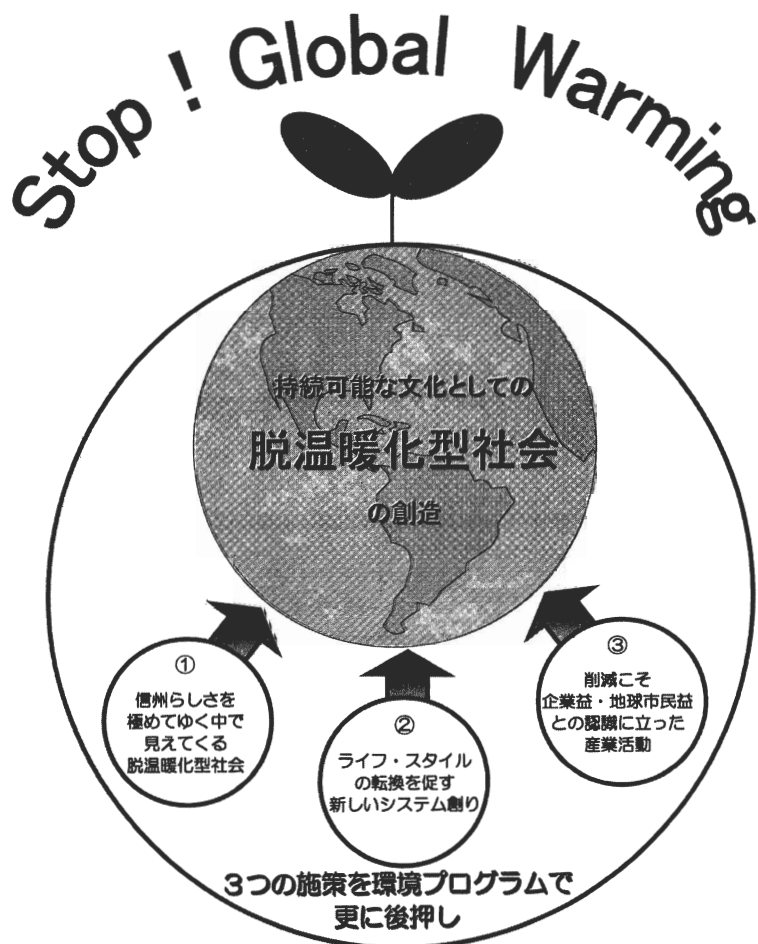 Stop ! Global Warming
持続可能な文化としての
脱温暖化型社会
の創造
①
信州らしさを
極めてゆく中で
見えてくる
脱温暖化型社会
②
ライフ・スタイル
の転換を促す
新しいシステム創り
③
削減こそ
企業益・地球市民益
との認識に立った
産業活動
3つの施策を環境プログラムで
更に後押し